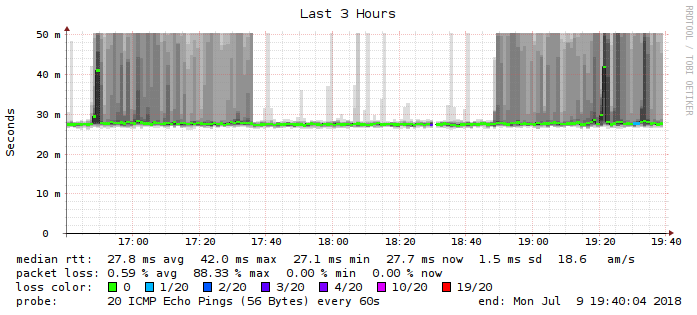 Last 3 Hours
RRDTOOL / TOBI OETIKER
Seconds
50 m
40 m
30 m
20 m
10 m
0
17:00 17:20 17:40 18:00 18:20 18:40 19:00 19:20 19:40
median rtt: 27.8 ms avg 42.0 ms max 27.1 ms min 27.7 ms now 1.5 ms sd 18.6 am/s
packet loss: 0.59 % avg 88.33 % max 0.00 % min 0.00 % now
loss color: 0 1/20 2/20 3/20 4/20 10/20 19/20
probe: 20 ICMP Echo Pings (56 Bytes) every 60s end: Mon Jul 9 19:40:04 2018